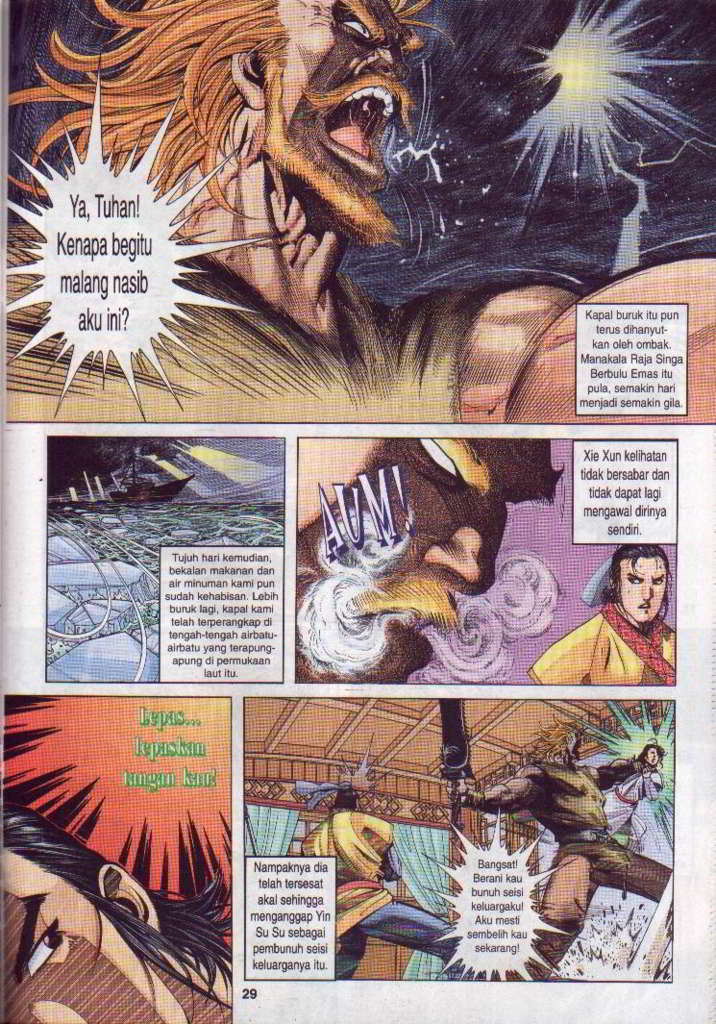 Ya, Tuhan!
Kenapa begitu
malang nasib
aku ini?
Kapal buruk itu pun
terus dihanyut-
kan oleh ombak.
Manakala Raja Singa
Berbulu Emas itu
pula, semakin hari
menjadi semakin gila.
Tujuh hari kemudian,
bekalan makanan dan
air minuman kami pun
sudah kehabisan. Lebih
buruk lagi, kapal kami
telah terperangkap di
tengah-tengah airbatu-
airbatu yang terapung-
apung di permukaan
laut itu.
AUM!
Xie Xun kelihatan
tidak bersabar dan
tidak dapat lagi
mengawal dirinya
sendiri.
Lepas...
lepaskan
tangan kau!
Nampaknya dia
telah tersesat
akal sehingga
menganggap Yin
Su Su sebagai
pembunuh seisi
keluarganya itu.
Bangsat!
Berani kau
bunuh seisi
keluargaku!
Aku mesti
sembelih kau
sekarang!
29